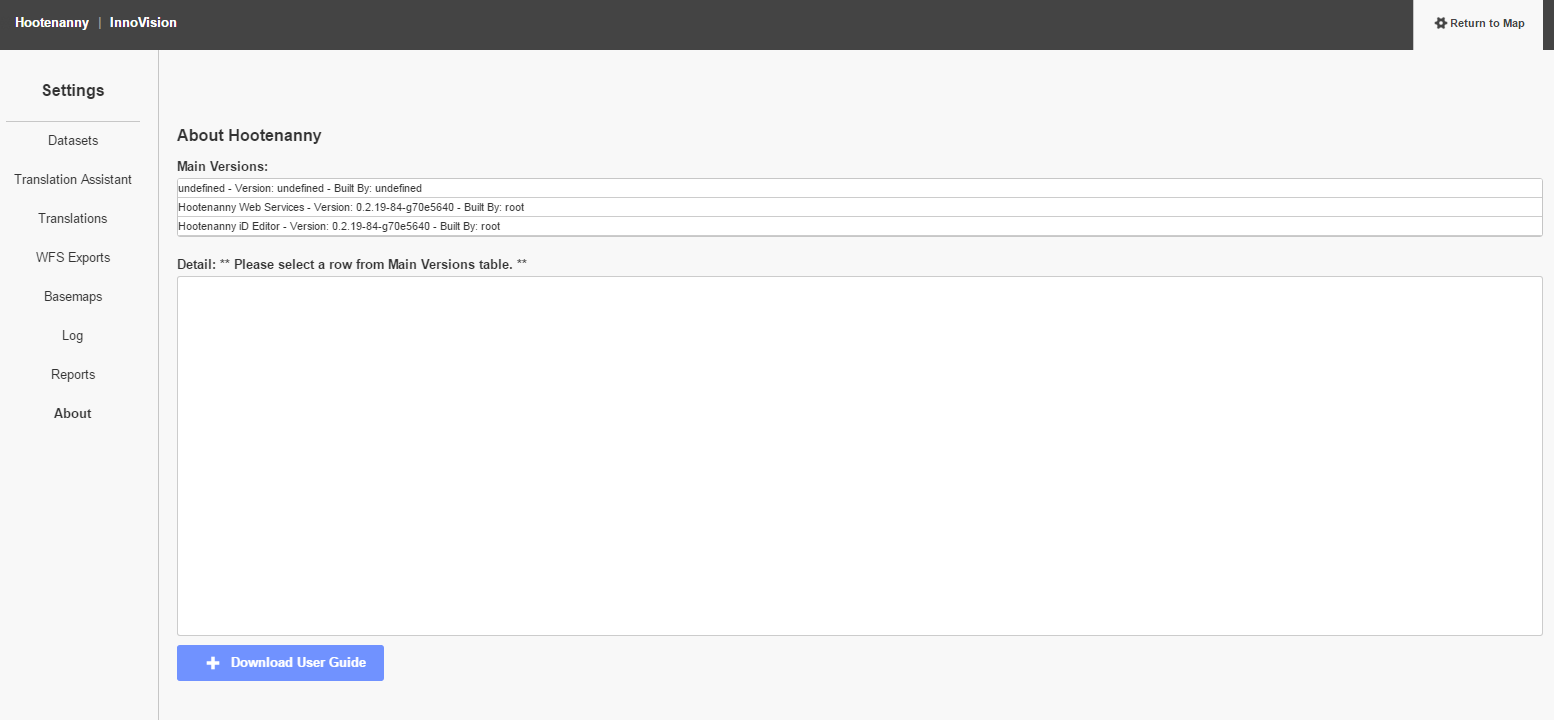 Hootenanny | InnoVision
Return to Map
Settings
Datasets
Translation Assistant
Translations
WFS Exports
Basemaps
Log
Reports
About
About Hootenanny
Main Versions:
undefined - Version: undefined - Built By: undefined
Hootenanny Web Services - Version: 0.2.19-84-g70e5640 - Built By: root
Hootenanny iD Editor - Version: 0.2.19-84-g70e5640 - Built By: root
Detail: ** Please select a row from Main Versions table. **
Download User Guide